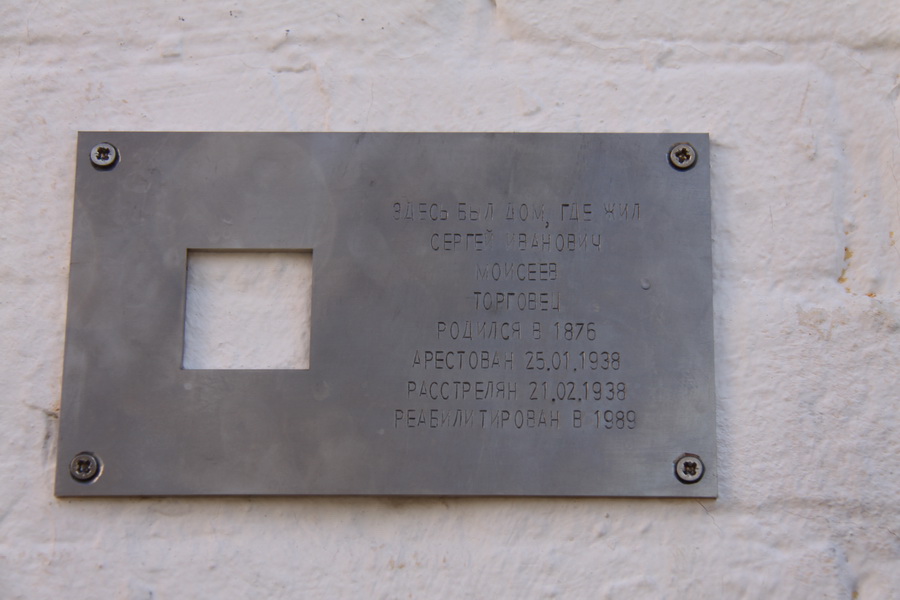 ЗДЕСЬ БЫЛ ДОМ, ГДЕ ЖИЛ
СЕРГЕЙ ИВАНОВИЧ
МОИСЕЕВ
ТОРГОВЕЦ
РОДИЛСЯ В 1876
АРЕСТОВАН 25.01.1938
РАССТРЕЛЯН 21.02.1938
РЕАБИЛИТИРОВАН В 1989